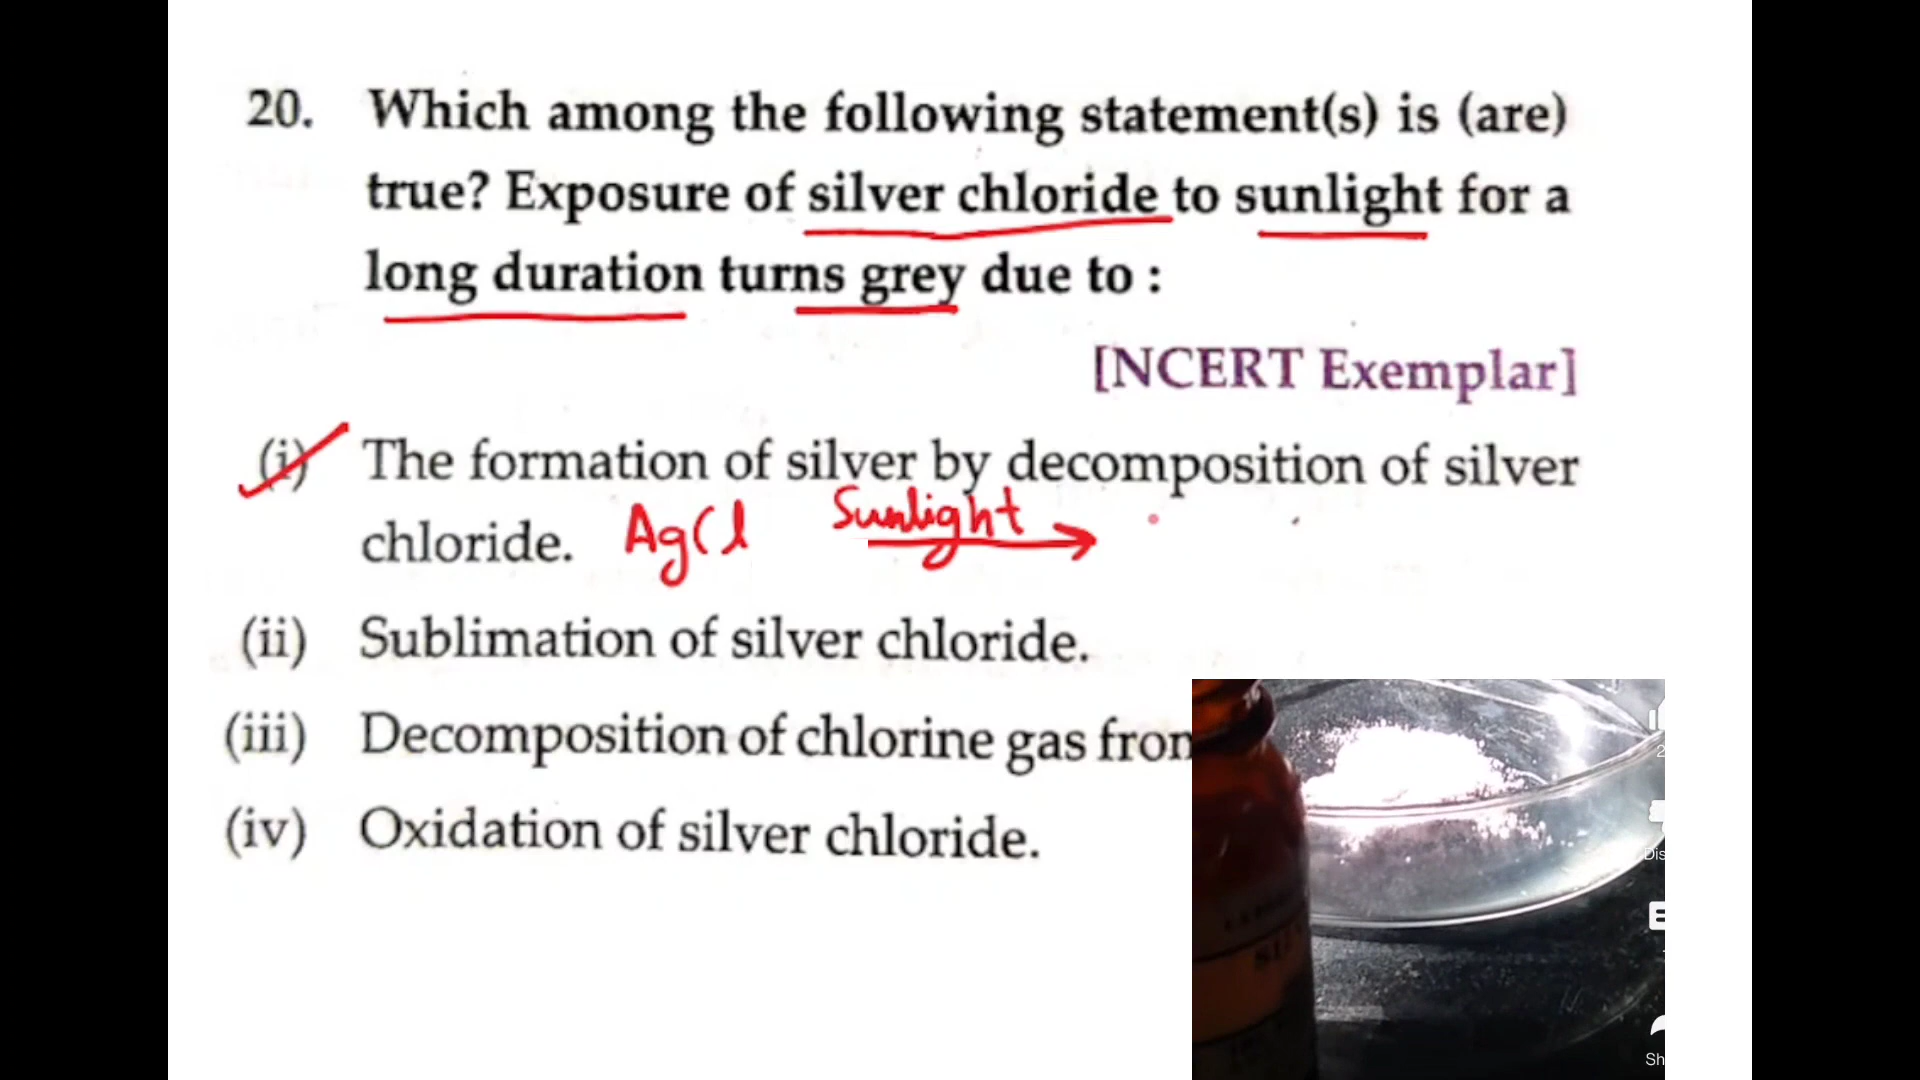 20. Which among the following statement(s) is (are)
true? Exposure of silver chloride to sunlight for a
long duration turns grey due to :
[NCERT Exemplar]
(i) The formation of silver by decomposition of silver
chloride. AgCl Sunlight
(ii) Sublimation of silver chloride.
(iii) Decomposition of chlorine gas
(iv) Oxidation of silver chloride.